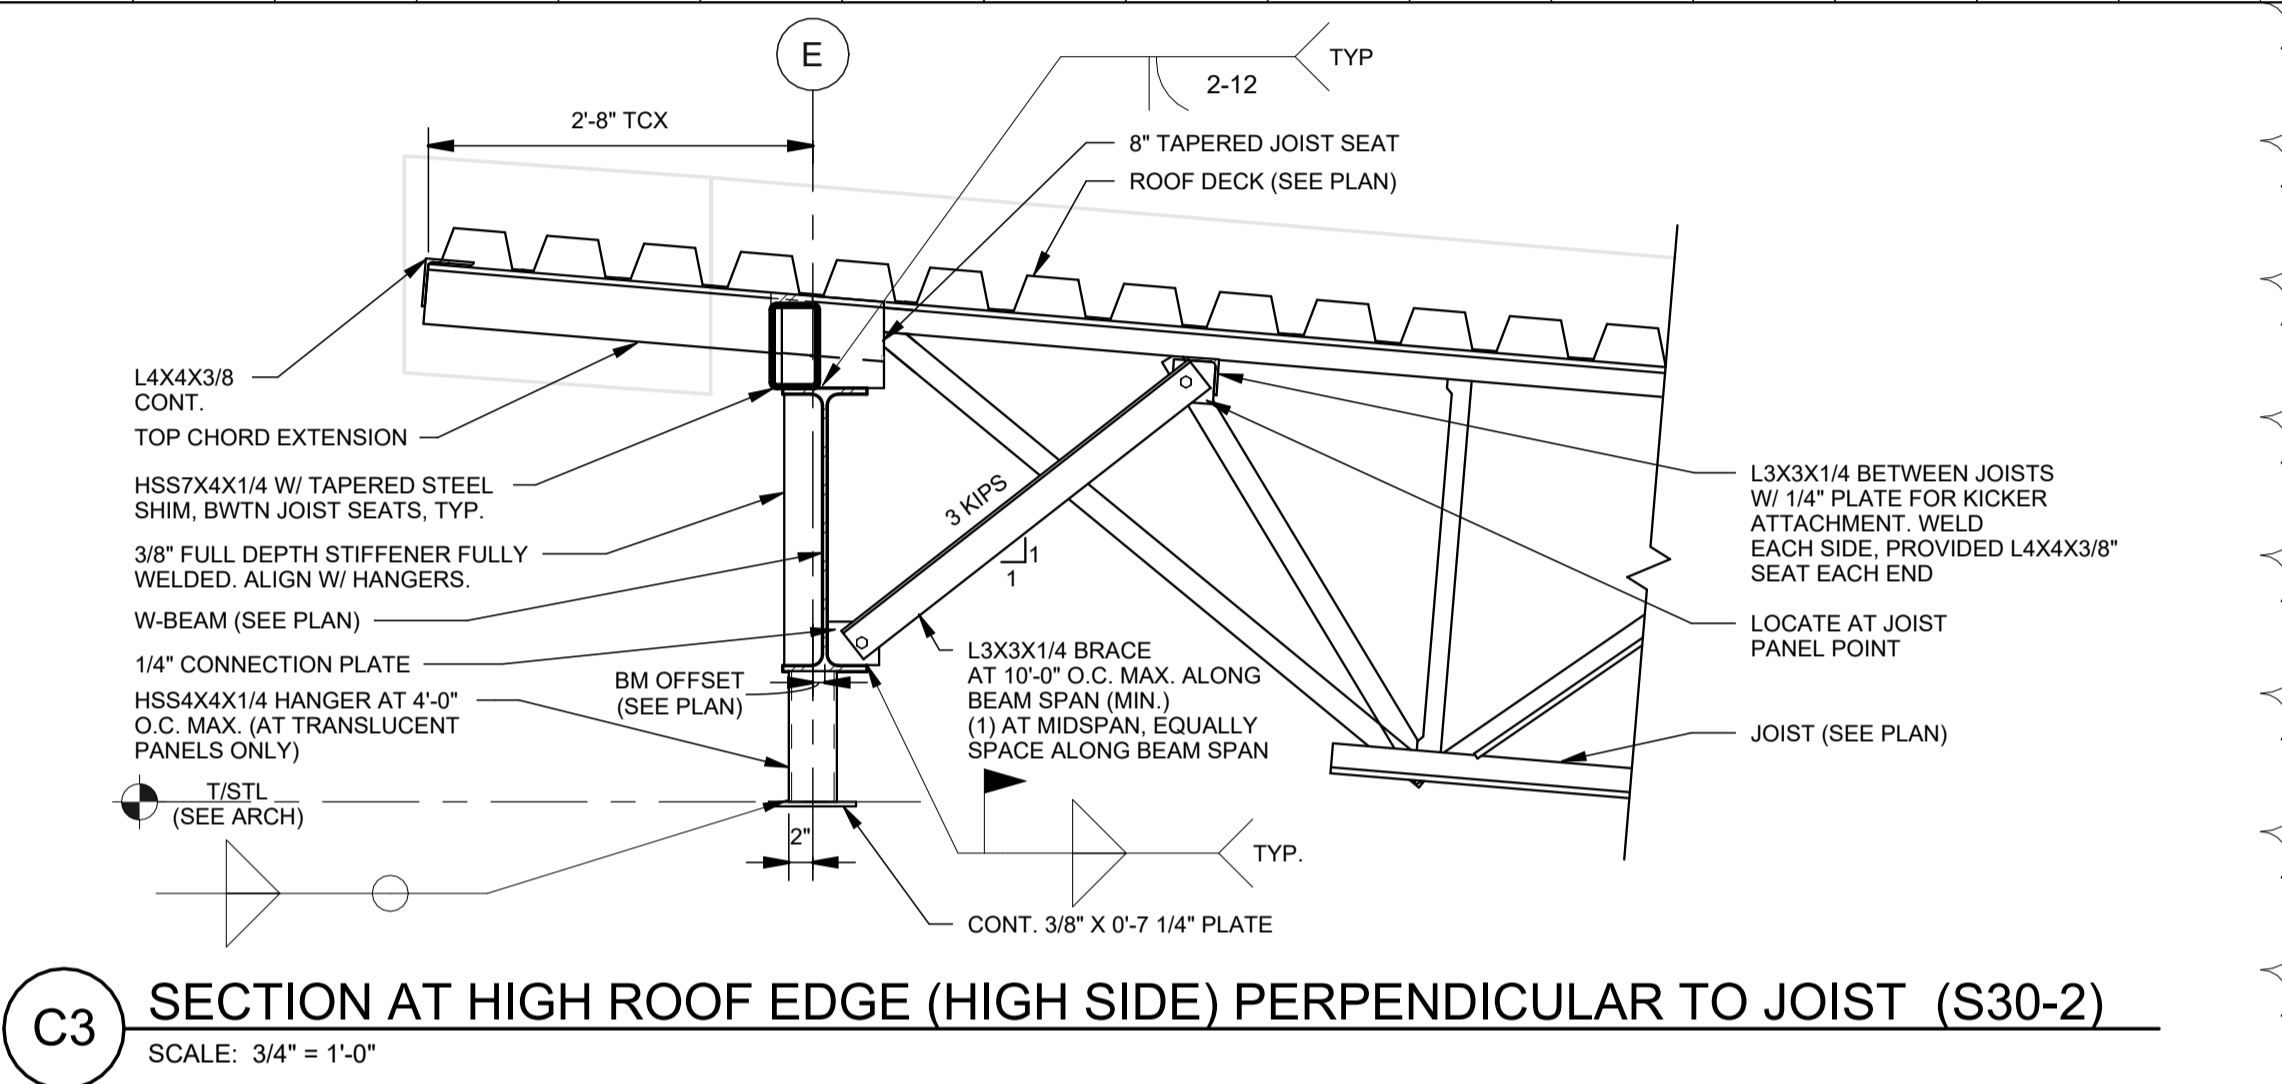 E
TYP
2-12
2'-8" TCX
8" TAPERED JOIST SEAT
ROOF DECK (SEE PLAN)
L4X4X3/8
CONT.
TOP CHORD EXTENSION
HSS7X4X1/4 W/ TAPERED STEEL
SHIM, BWTN JOIST SEATS, TYP.
3/8" FULL DEPTH STIFFENER FULLY
WELDED. ALIGN W/ HANGERS.
W-BEAM (SEE PLAN)
1/4" CONNECTION PLATE
HSS4X4X1/4 HANGER AT 4'-0"
O.C. MAX. (AT TRANSLUCENT
PANELS ONLY)
T/STL
(SEE ARCH)
BM OFFSET
(SEE PLAN)
3 KIPS
1
1
L3X3X1/4 BRACE
AT 10'-0" O.C. MAX. ALONG
BEAM SPAN (MIN.)
(1) AT MIDSPAN, EQUALLY
SPACE ALONG BEAM SPAN
L3X3X1/4 BETWEEN JOISTS
W/ 1/4" PLATE FOR KICKER
ATTACHMENT. WELD
EACH SIDE, PROVIDED L4X4X3/8"
SEAT EACH END
LOCATE AT JOIST
PANEL POINT
JOIST (SEE PLAN)
2"
TYP.
CONT. 3/8" X 0'-7 1/4" PLATE
C3
SECTION AT HIGH ROOF EDGE (HIGH SIDE) PERPENDICULAR TO JOIST (S30-2)
SCALE: 3/4" = 1'-0"